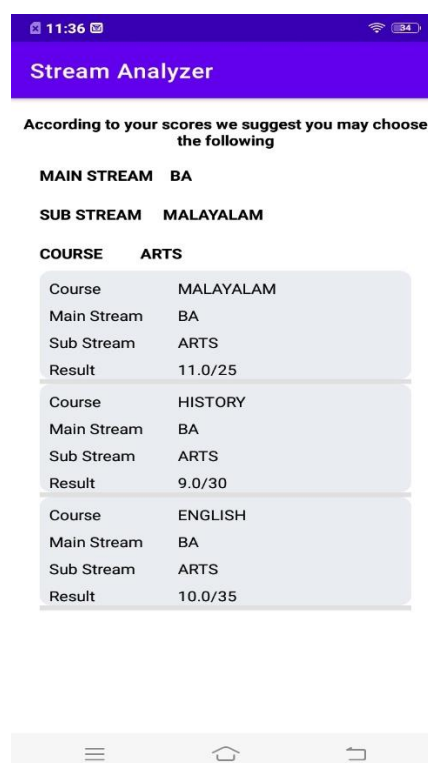 11:36 34
Stream Analyzer
According to your scores we suggest you may choose
the following
MAIN STREAM BA
SUB STREAM MALAYALAM
COURSE ARTS
Course MALAYALAM
Main Stream BA
Sub Stream ARTS
Result 11.0/25
Course HISTORY
Main Stream BA
Sub Stream ARTS
Result 9.0/30
Course ENGLISH
Main Stream BA
Sub Stream ARTS
Result 10.0/35